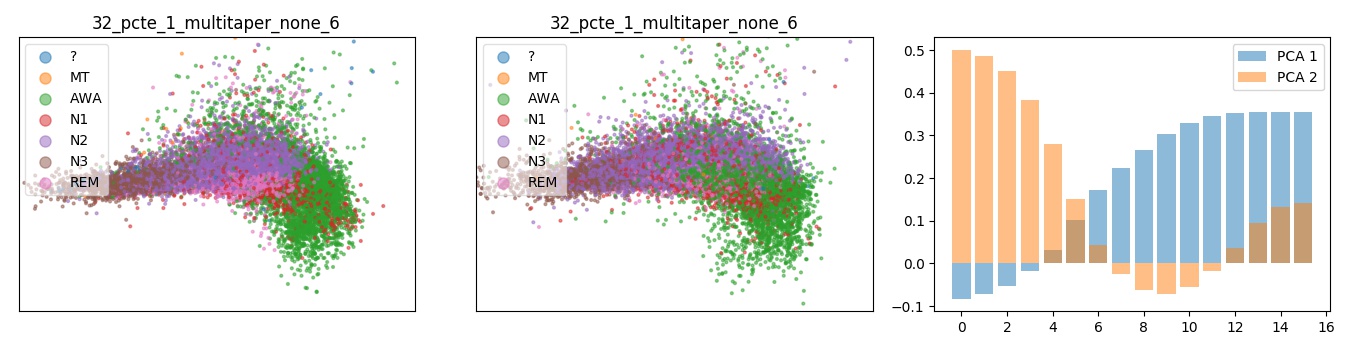 32_pcte_1_multitaper_none_6
?
MT
AWA
N1
N2
N3
REM
32_pcte_1_multitaper_none_6
?
MT
AWA
N1
N2
N3
REM
PCA 1
PCA 2
0.5
0.4
0.3
0.2
0.1
0.0
−0.1
0 2 4 6 8 10 12 14 16